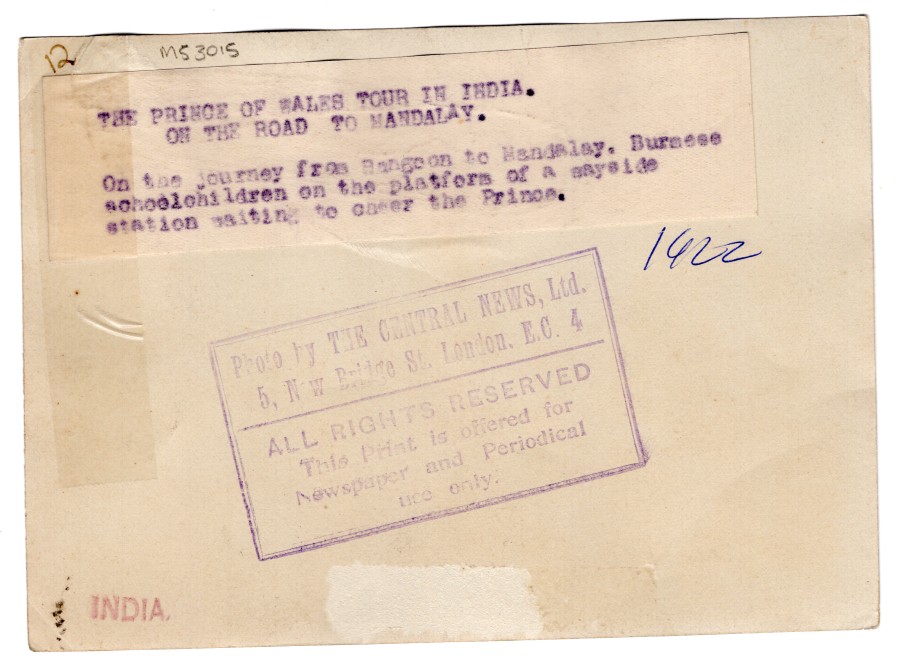 12
M53015
THE PRINCE OF WALES TOUR IN INDIA.
ON THE ROAD TO MANDALAY.
On the journey from Rangoon to Mandalay. Burmese
schoolchildren on the platform of a wayside
station waiting to cheer the Prince.
1922
Photo by THE CENTRAL NEWS, Ltd.
5, N w Bridge St. London. E.C. 4
ALL RIGHTS RESERVED
This Print is offered for
Newspaper and Periodical
use only.
INDIA.